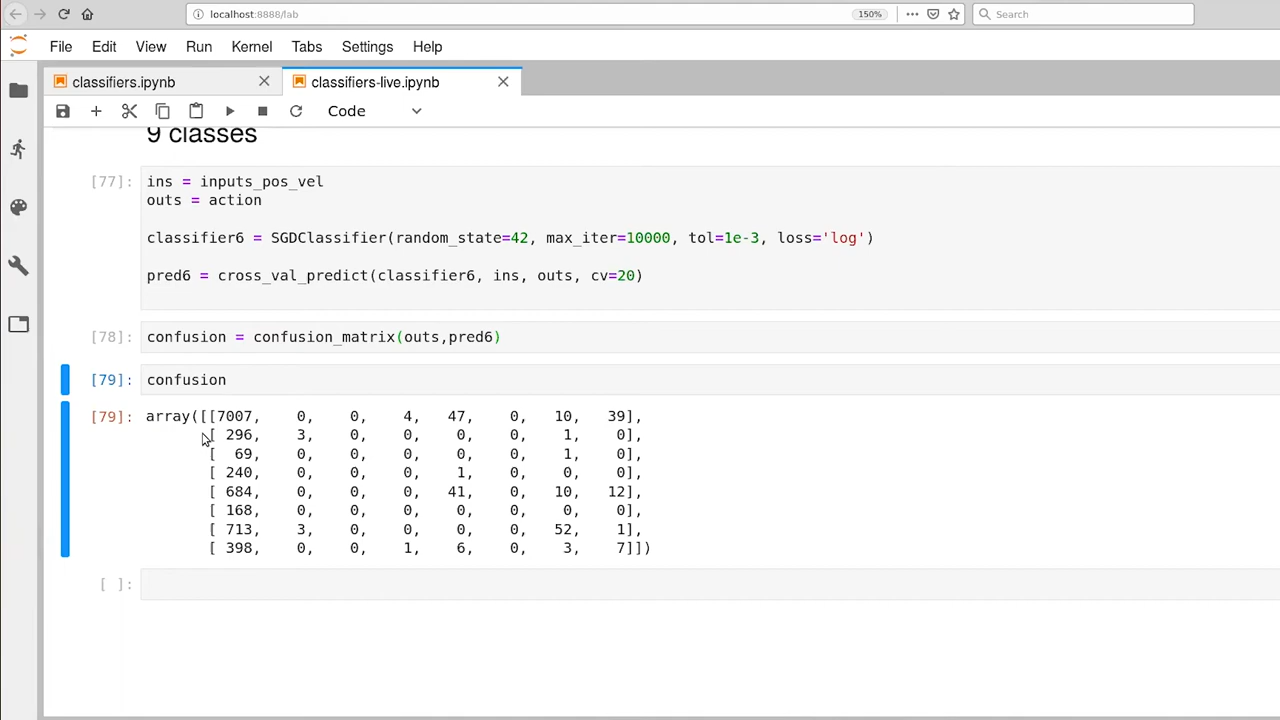 localhost:8888/lab
150%
Search
File Edit View Run Kernel Tabs Settings Help
classifiers.ipynb
classifiers-live.ipynb
Code
9 classes
[77]:
ins = inputs_pos_vel
outs = action
classifier6 = SGDClassifier(random_state=42, max_iter=10000, tol=1e-3, loss='log')
pred6 = cross_val_predict(classifier6, ins, outs, cv=20)
[78]: confusion = confusion_matrix(outs,pred6)
[79]: confusion
[79]: array([[7007, 0, 0, 4, 47, 0, 10, 39],
[ 296, 3, 0, 0, 0, 0, 1, 0],
[ 69, 0, 0, 0, 0, 0, 1, 0],
[ 240, 0, 0, 0, 1, 0, 0, 0],
[ 684, 0, 0, 0, 41, 0, 10, 12],
[ 168, 0, 0, 0, 0, 0, 0, 0],
[ 713, 3, 0, 0, 0, 0, 52, 1],
[ 398, 0, 0, 1, 6, 0, 3, 7]])
[ ]: